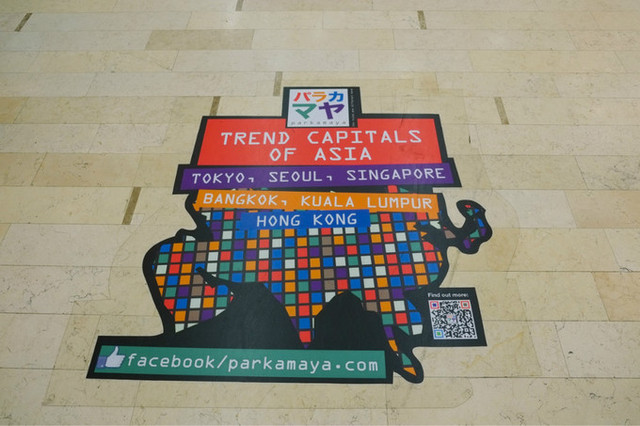 パラカ
マヤ
parkamaya
TREND CAPITALS
OF ASIA
TOKYO, SEOUL, SINGAPORE
BANGKOK, KUALA LUMPUR
HONG KONG
Find out more:
facebook/parkamaya.com